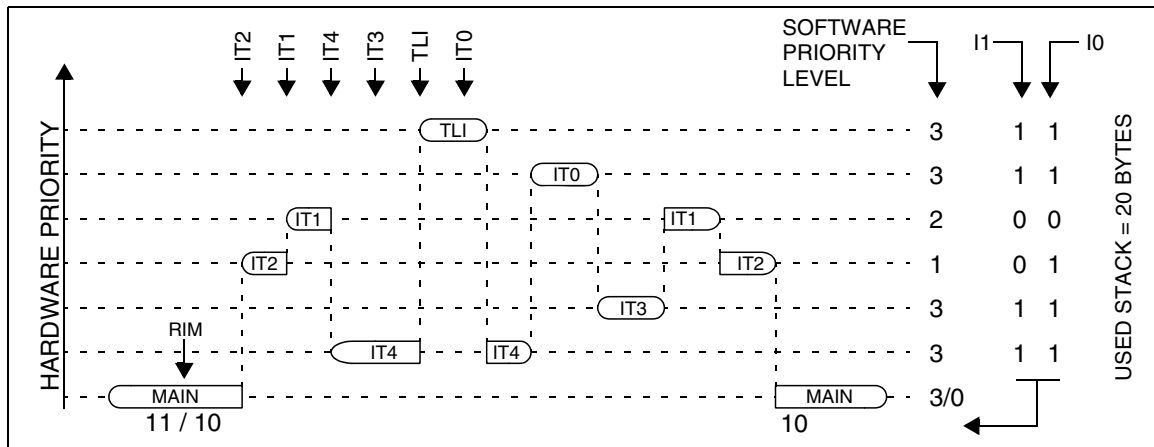 IT2
IT1
IT4
IT3
TLI
IT0
SOFTWARE
PRIORITY
LEVEL
I1
I0
HARDWARE PRIORITY
TLI
3
1 1
IT0
3
1 1
IT1
IT1
2
0 0
IT2
IT2
1
0 1
IT3
3
1 1
RIM
IT4
IT4
3
1 1
MAIN
MAIN
3/0
11 / 10
10
USED STACK = 20 BYTES